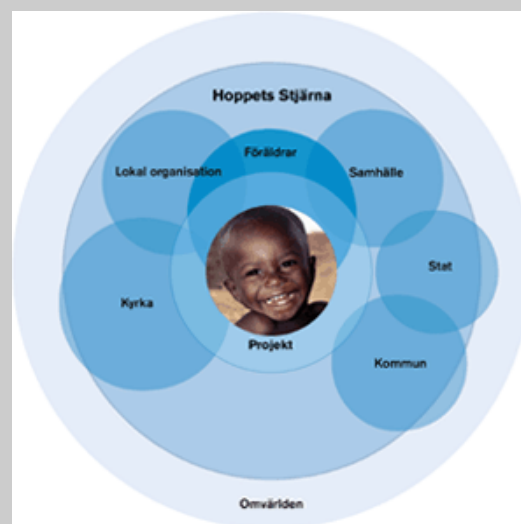 Hoppets Stjärna
Föräldrar
Lokal organisation
Samhälle
Stat
Kyrka
Projekt
Kommun
Omvärlden